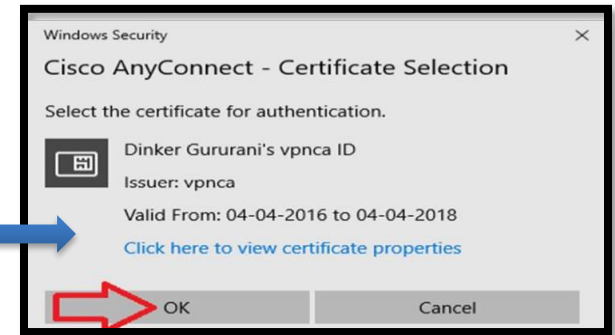 Windows Security
Cisco AnyConnect - Certificate Selection
Select the certificate for authentication.
Dinker Gururani's vpnca ID
Issuer: vpnca
Valid From: 04-04-2016 to 04-04-2018
Click here to view certificate properties
OK Cancel